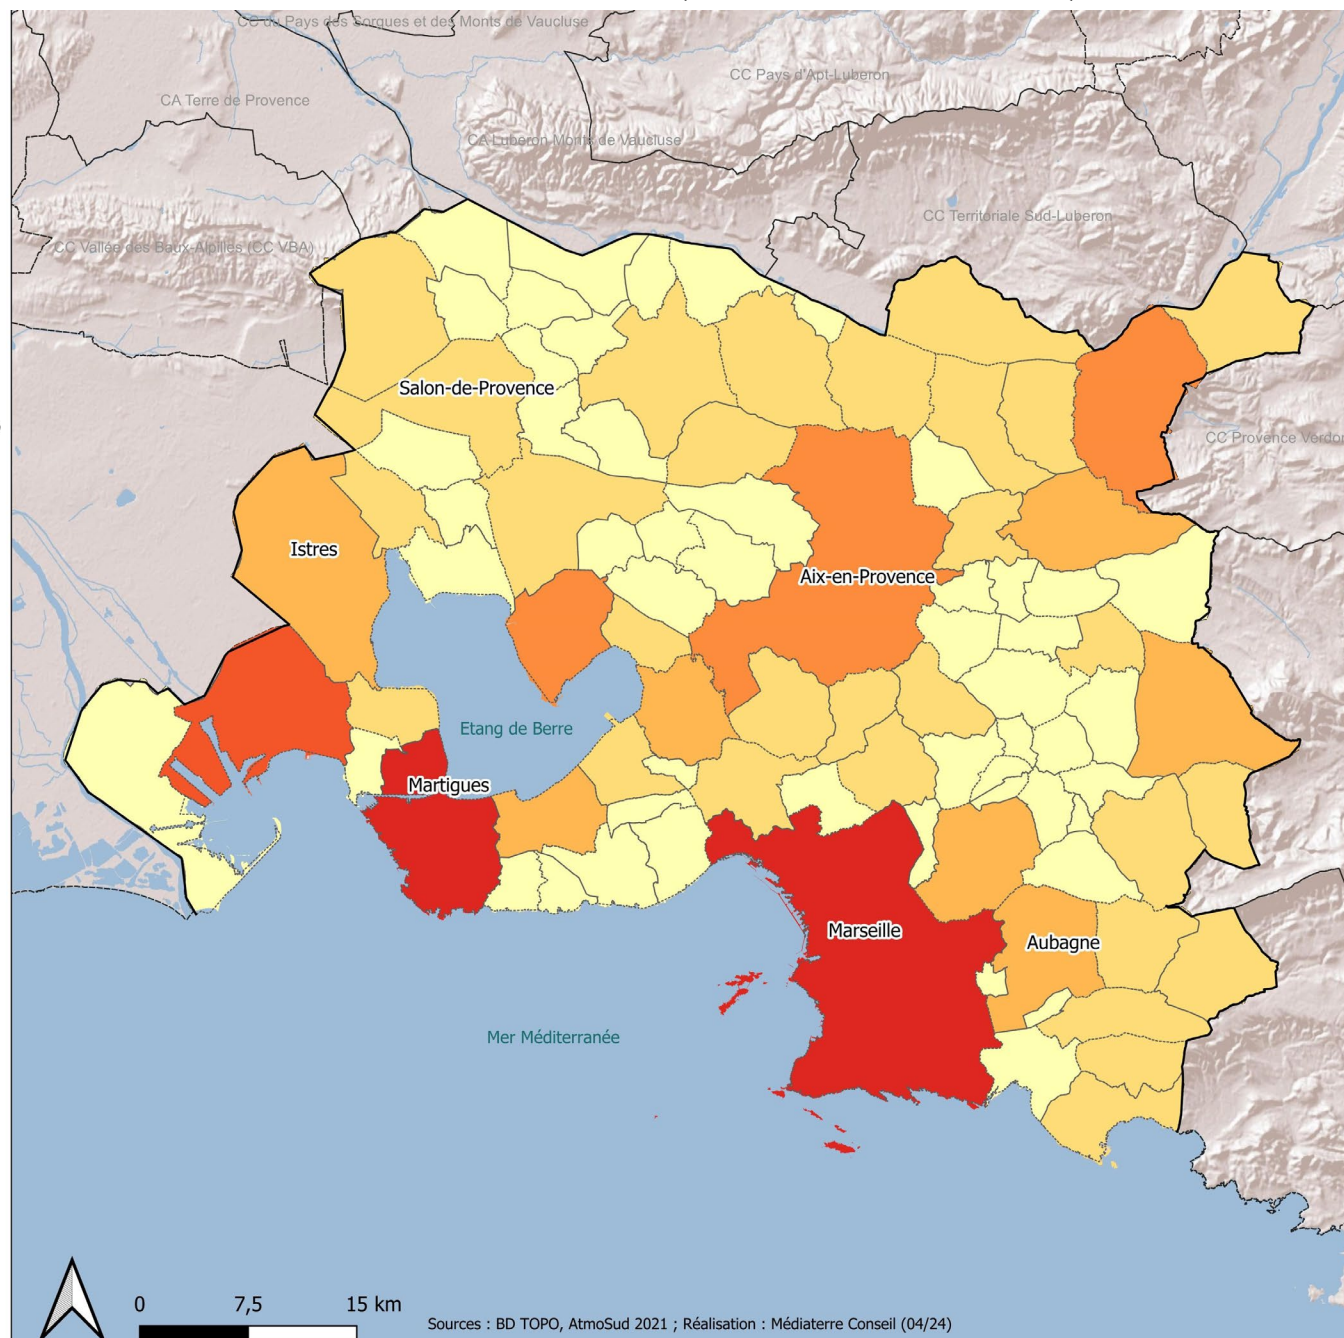 CC du Pays des Sorgues et des Monts de Vaucluse
CC Pays d'Apt-Luberon
CA Terre de Provence
CA Luberon Monts de Vaucluse
CC Territoriale Sud-Luberon
CC Vallée des Baux-Alpilles (CC VBA)
Salon-de-Provence
CC Provence Verdon
Istres
Aix-en-Provence
Etang de Berre
Martigues
Marseille
Aubagne
Mer Méditerranée
0 7,5 15 km
Sources : BD TOPO, AtmoSud 2021 ; Réalisation : Médiaterre Conseil (04/24)